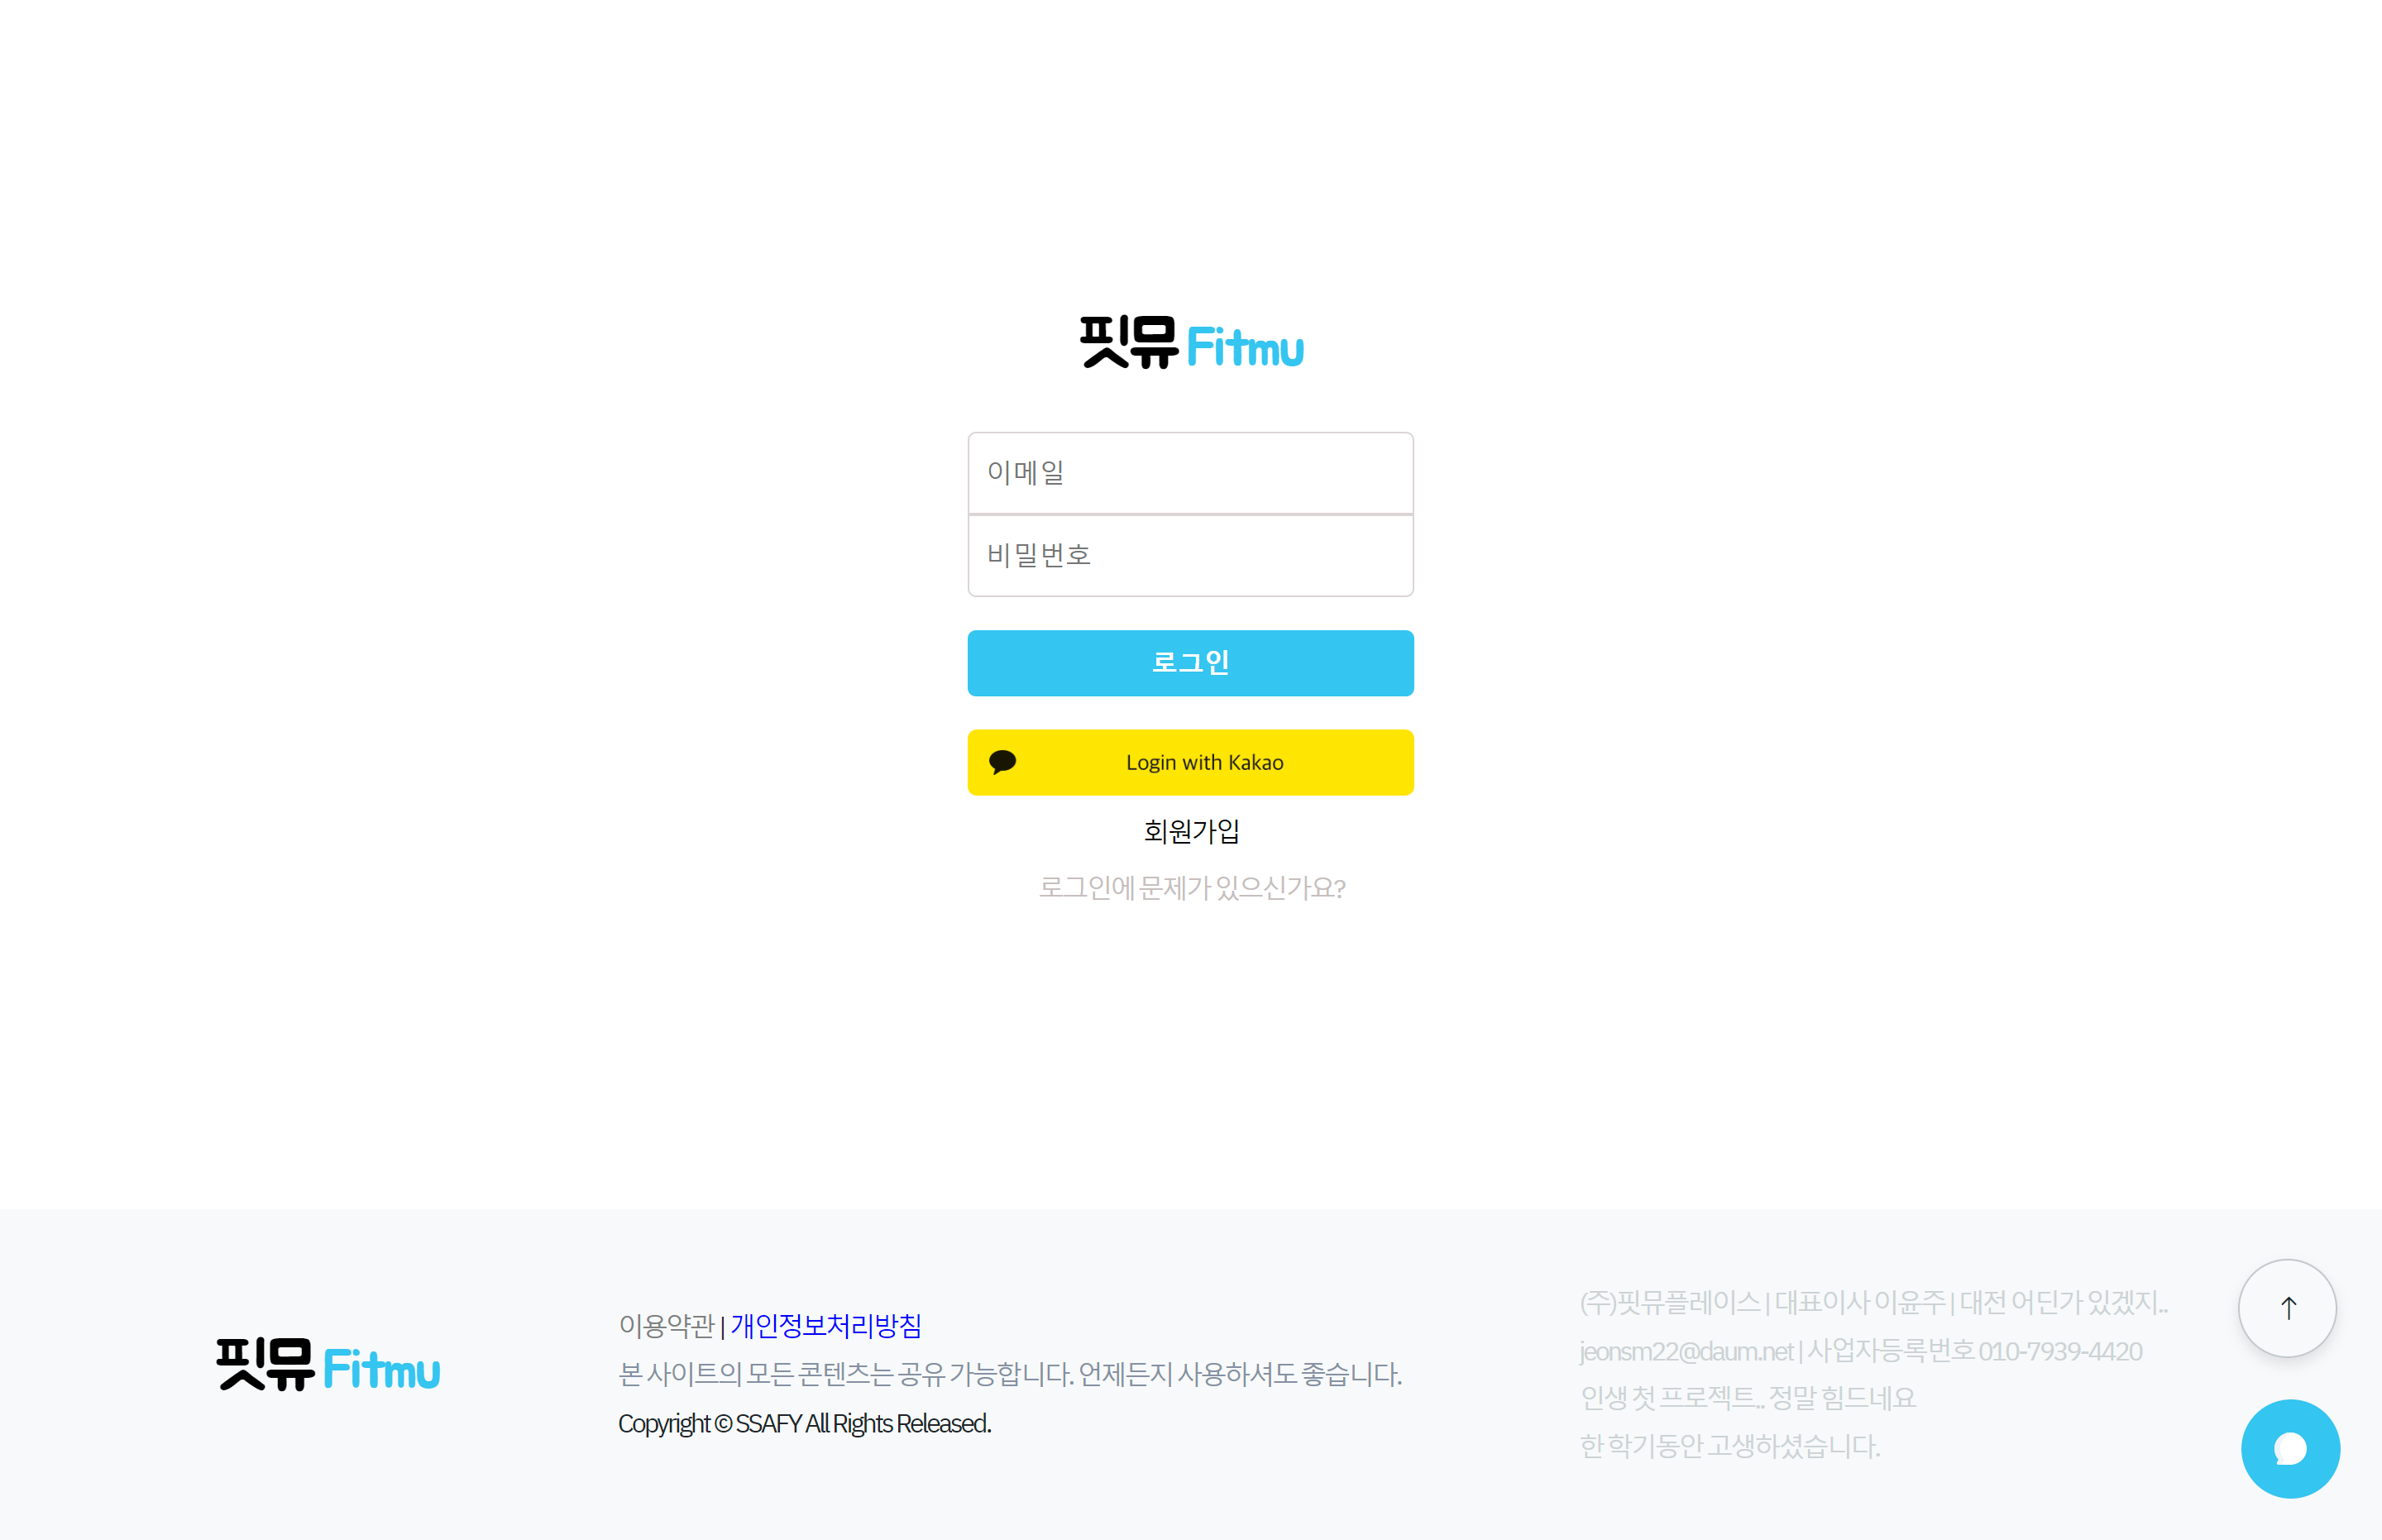 핏뮤 Fitmu
이메일
비밀번호
로그인
Login with Kakao
회원가입
로그인에 문제가 있으신가요?
핏뮤 Fitmu
이용약관 | 개인정보처리방침
본 사이트의 모든 콘텐츠는 공유 가능합니다. 언제든지 사용하셔도 좋습니다.
Copyright © SSAFY All Rights Released.
(주)핏뮤플레이스 | 대표이사 이윤주 | 대전 어딘가 있겠지..
jeonsm22@daum.net | 사업자등록번호 010-7939-4420
인생 첫 프로젝트.. 정말 힘드네요
한 학기동안 고생하셨습니다.